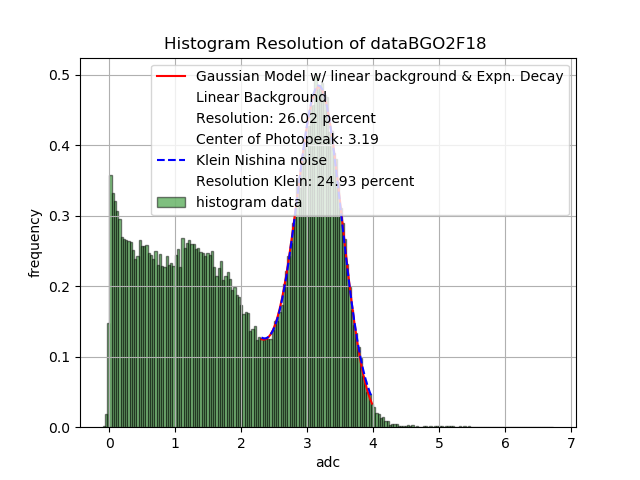 Histogram Resolution of dataBGO2F18
Gaussian Model w/ linear background & Expn. Decay
Linear Background
Resolution: 26.02 percent
Center of Photopeak: 3.19
Klein Nishina noise
Resolution Klein: 24.93 percent
histogram data
0.5
0.4
0.3
0.2
0.1
0.0
frequency
0 1 2 3 4 5 6 7
adc